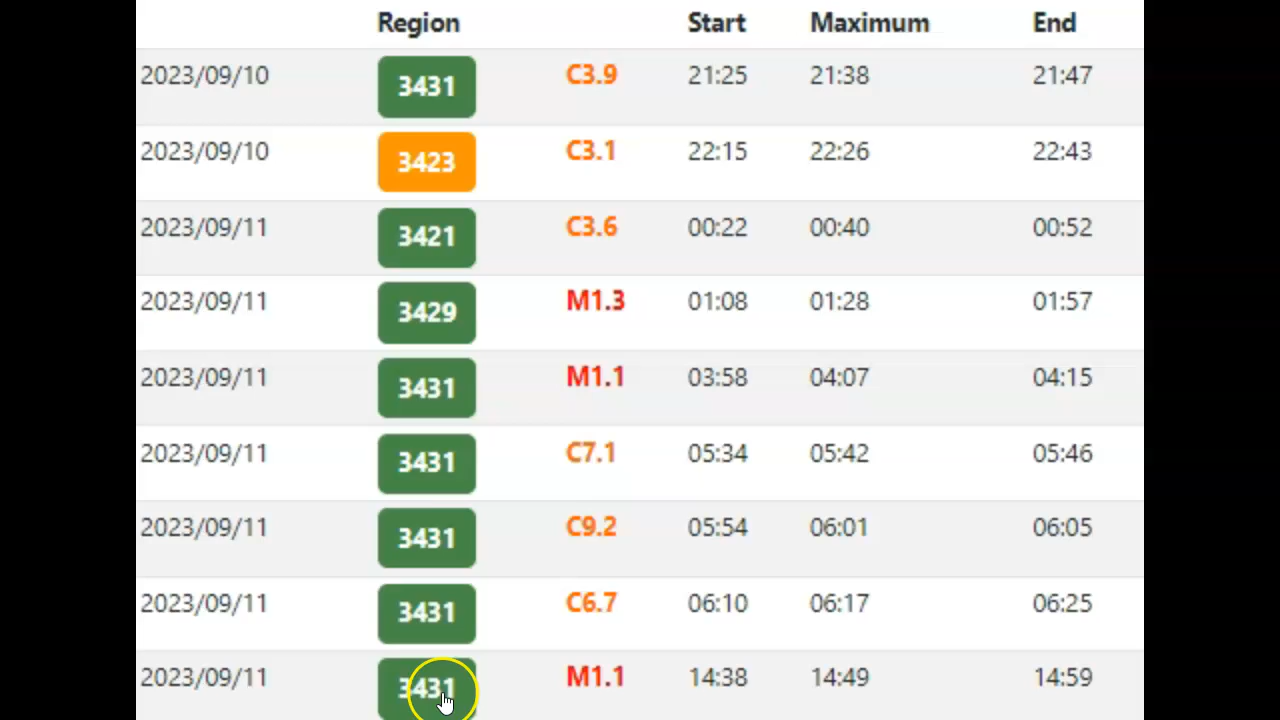 Region Start Maximum End
2023/09/10 3431 C3.9 21:25 21:38 21:47
2023/09/10 3423 C3.1 22:15 22:26 22:43
2023/09/11 3421 C3.6 00:22 00:40 00:52
2023/09/11 3429 M1.3 01:08 01:28 01:57
2023/09/11 3431 M1.1 03:58 04:07 04:15
2023/09/11 3431 C7.1 05:34 05:42 05:46
2023/09/11 3431 C9.2 05:54 06:01 06:05
2023/09/11 3431 C6.7 06:10 06:17 06:25
2023/09/11 3431 M1.1 14:38 14:49 14:59